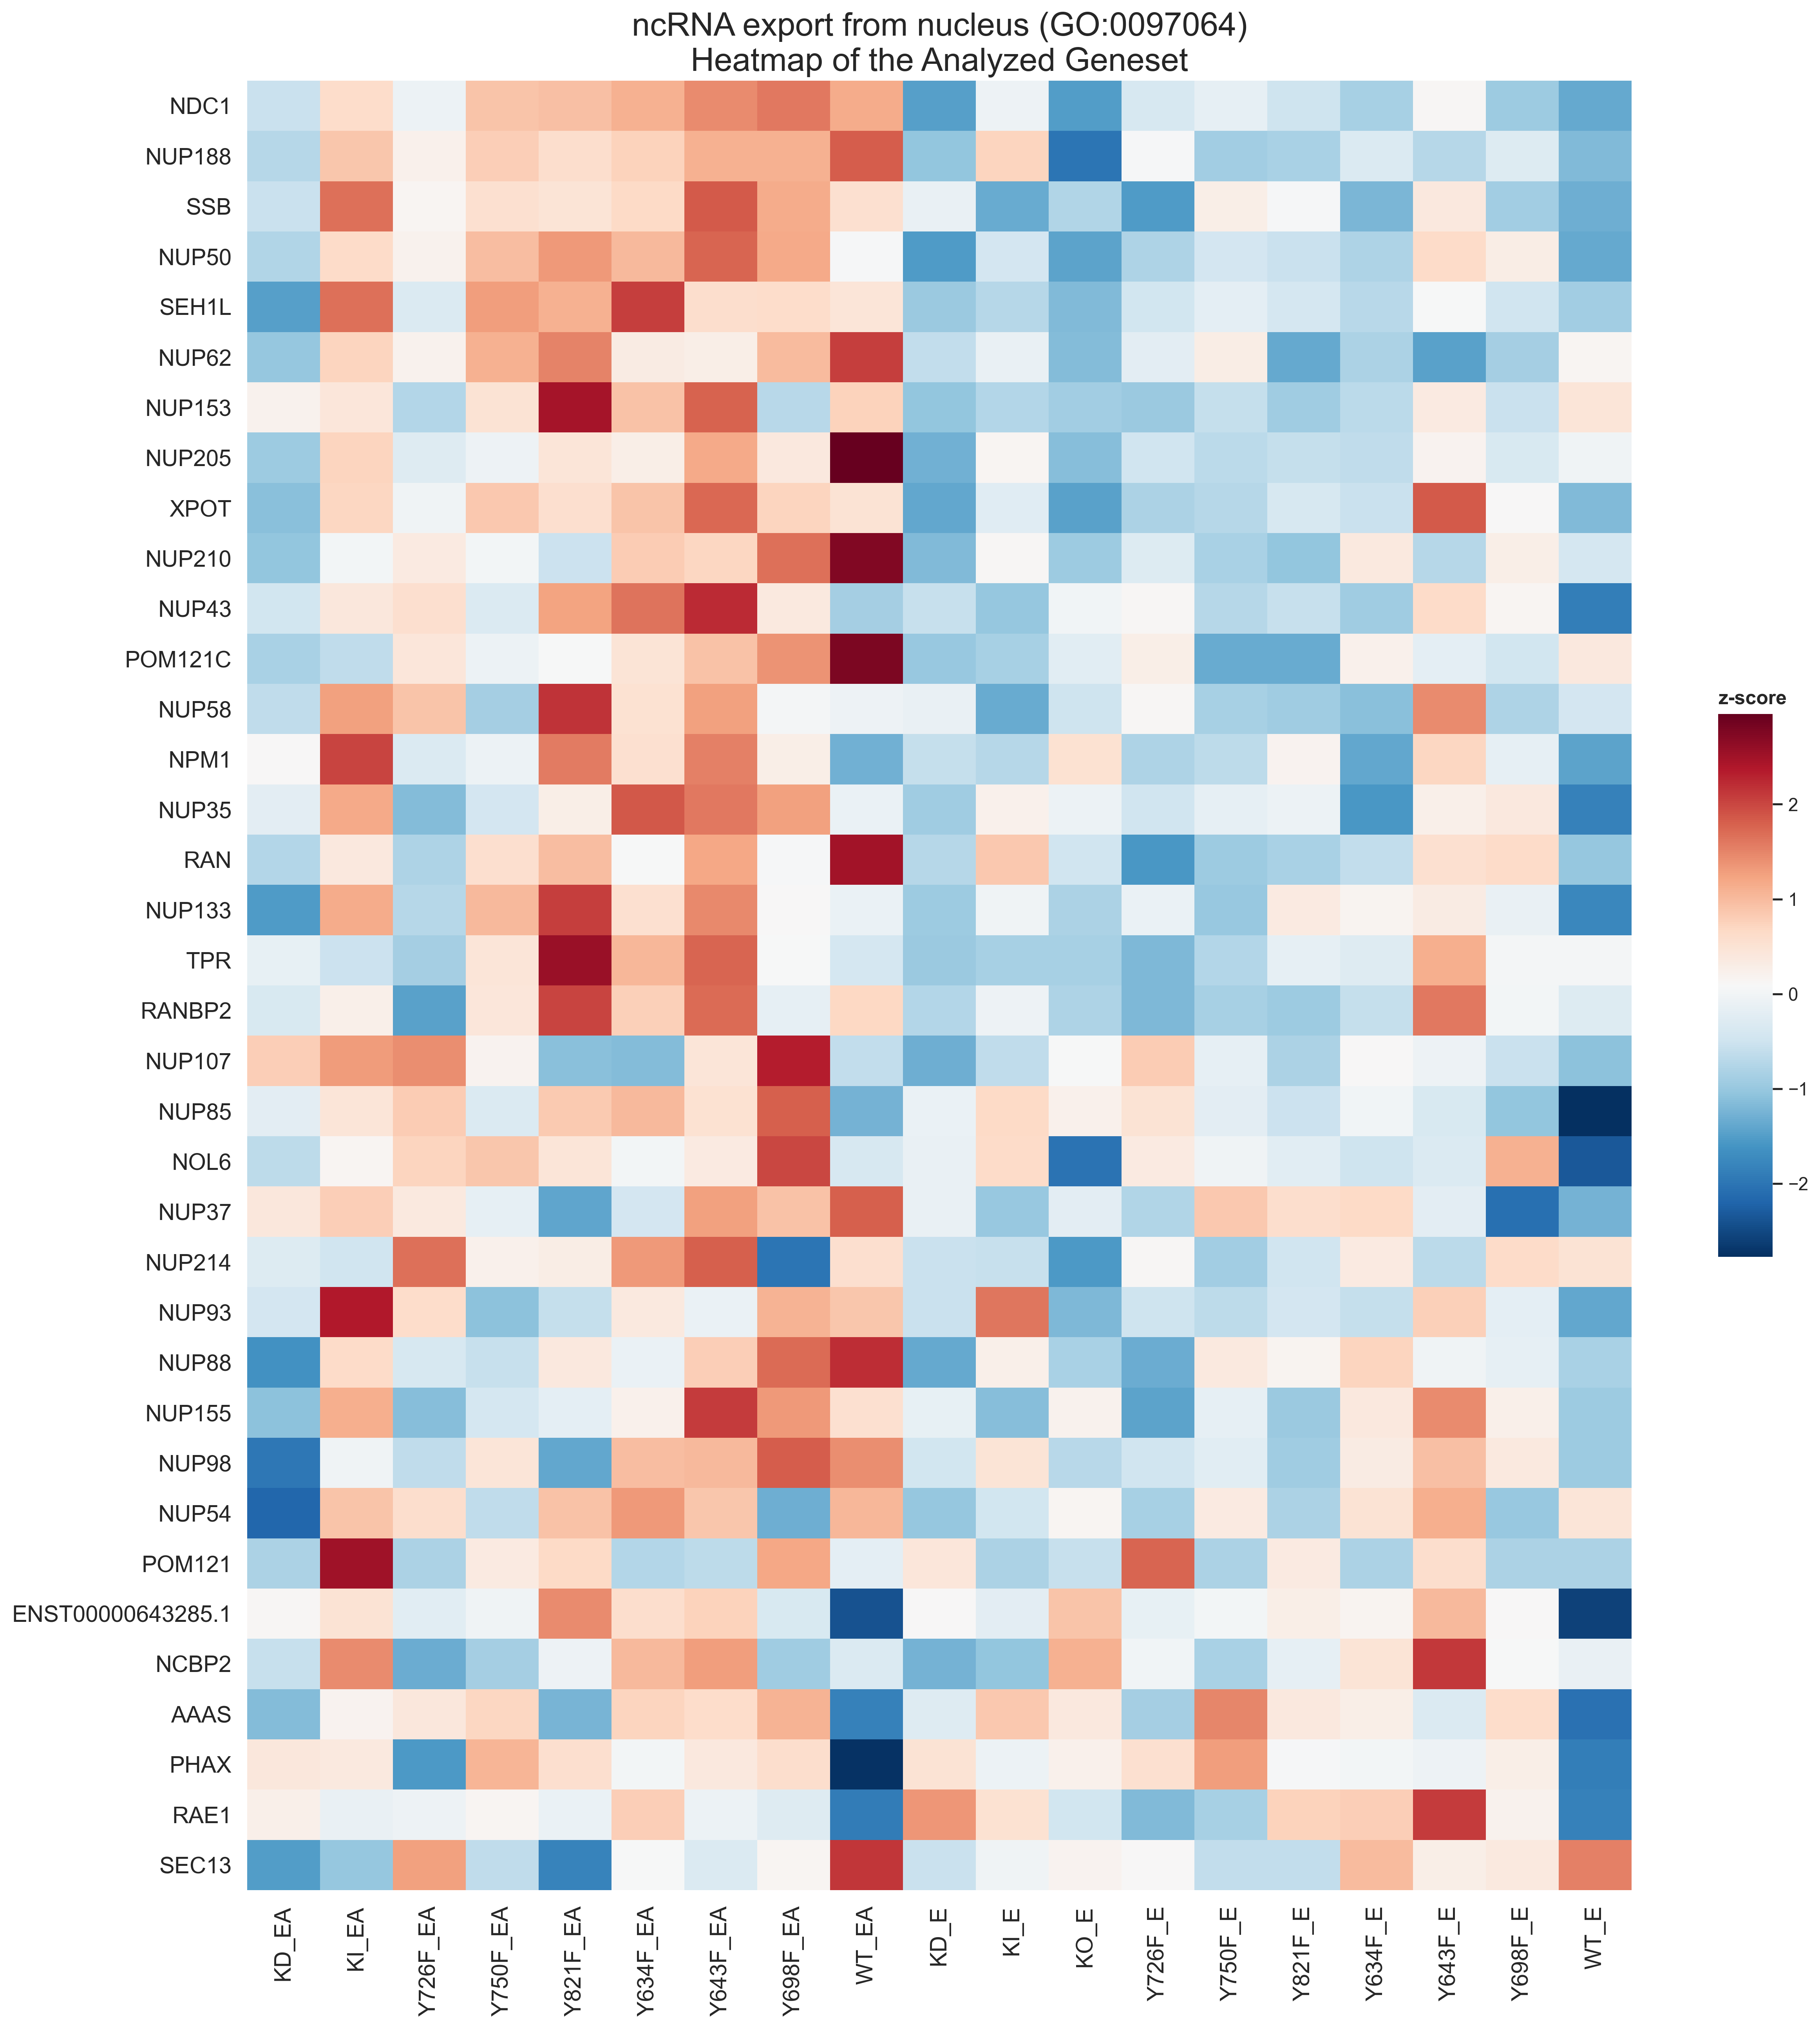 ncRNA export from nucleus (GO:0097064)
Heatmap of the Analyzed Geneset
NDC1
NUP188
SSB
NUP50
SEH1L
NUP62
NUP153
NUP205
XPOT
NUP210
NUP43
POM121C
NUP58
NPM1
NUP35
RAN
NUP133
TPR
RANBP2
NUP107
NUP85
NOL6
NUP37
NUP214
NUP93
NUP88
NUP155
NUP98
NUP54
POM121
ENST00000643285.1
NCBP2
AAAS
PHAX
RAE1
SEC13
KD_EA
KI_EA
Y726F_EA
Y750F_EA
Y821F_EA
Y634F_EA
Y643F_EA
Y698F_EA
WT_EA
KD_E
KI_E
KO_E
Y726F_E
Y750F_E
Y821F_E
Y634F_E
Y643F_E
Y698F_E
WT_E
z-score
2
1
0
−1
−2